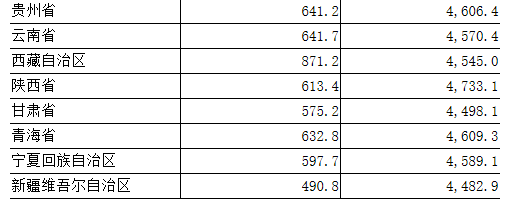 贵州省 641.2 4,606.4
云南省 641.7 4,570.4
西藏自治区 871.2 4,545.0
陕西省 613.4 4,733.1
甘肃省 575.2 4,498.1
青海省 632.8 4,609.3
宁夏回族自治区 597.7 4,589.1
新疆维吾尔自治区 490.8 4,482.9